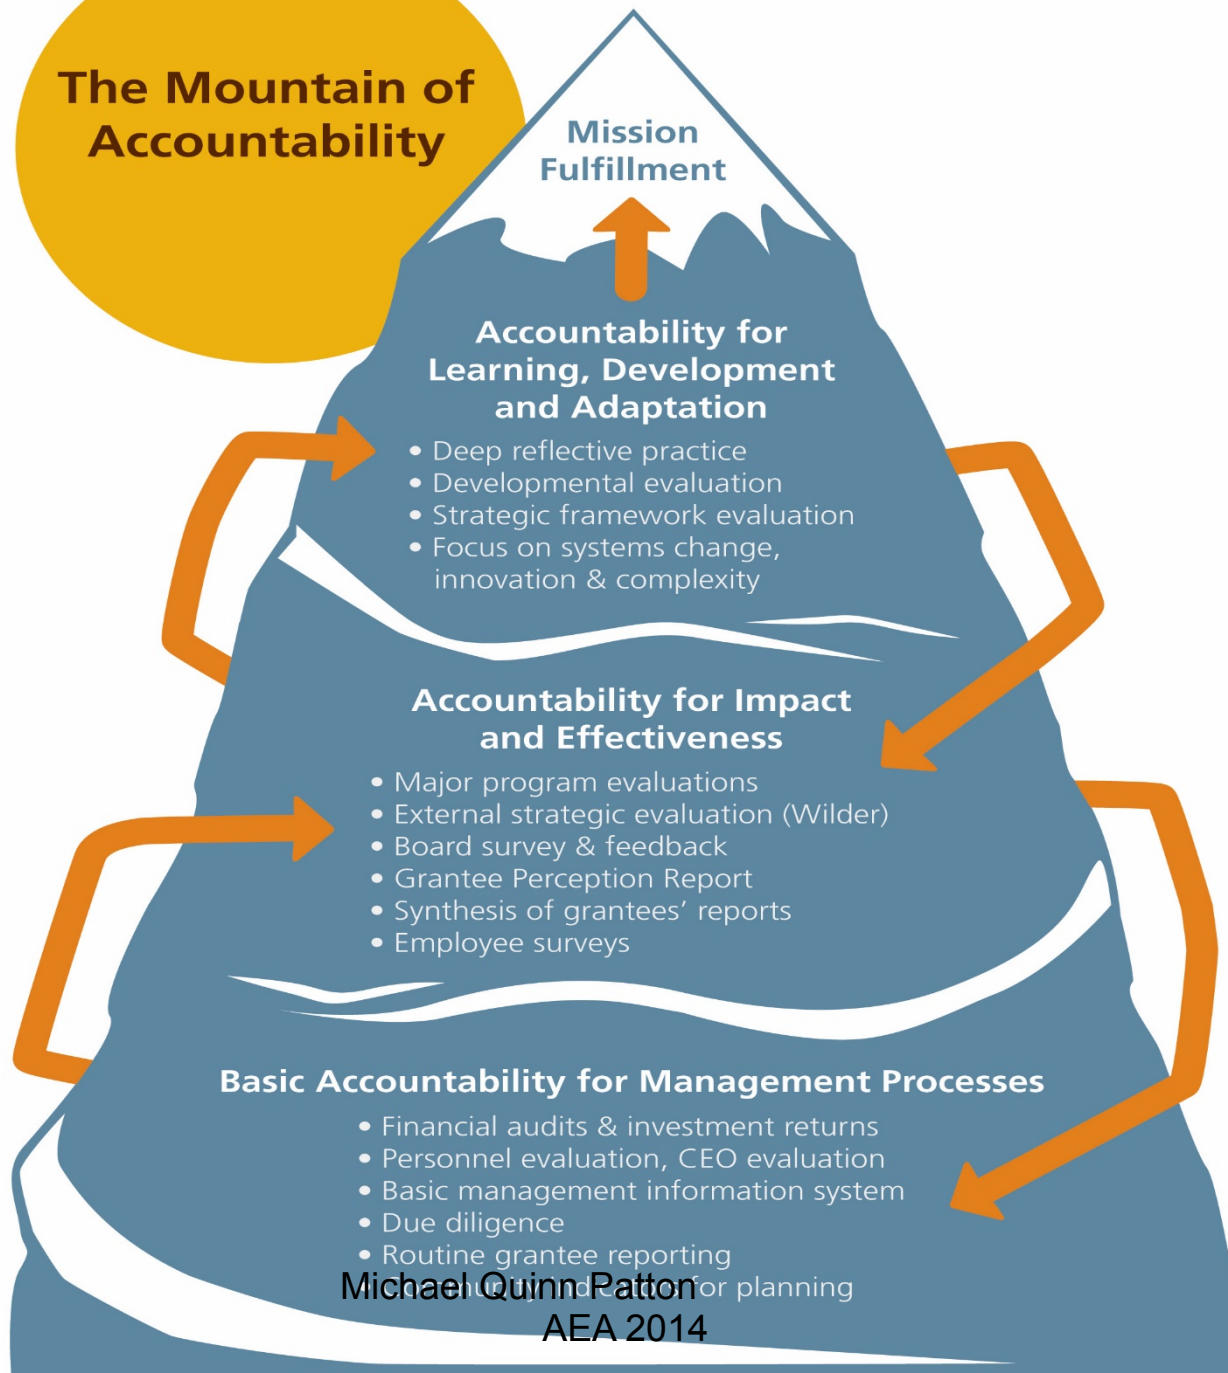 The Mountain of
Accountability
Mission
Fulfillment
Accountability for
Learning, Development
and Adaptation
• Deep reflective practice
• Developmental evaluation
• Strategic framework evaluation
• Focus on systems change,
innovation & complexity
Accountability for Impact
and Effectiveness
• Major program evaluations
• External strategic evaluation (Wilder)
• Board survey & feedback
• Grantee Perception Report
• Synthesis of grantees’ reports
• Employee surveys
Basic Accountability for Management Processes
• Financial audits & investment returns
• Personnel evaluation, CEO evaluation
• Basic management information system
• Due diligence
• Routine grantee reporting
• Community indicators for planning
Michael Quinn Patton
AEA 2014